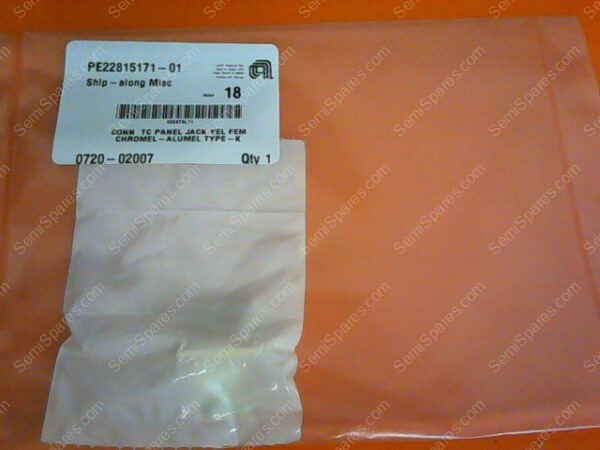 PE22815171-01
Ship-along Misc
18
CONN TC PANEL JACK YEL FEM
CHROMEL-ALUMEL TYPE-K
0720-02007 Qty 1
SemiSpares.com